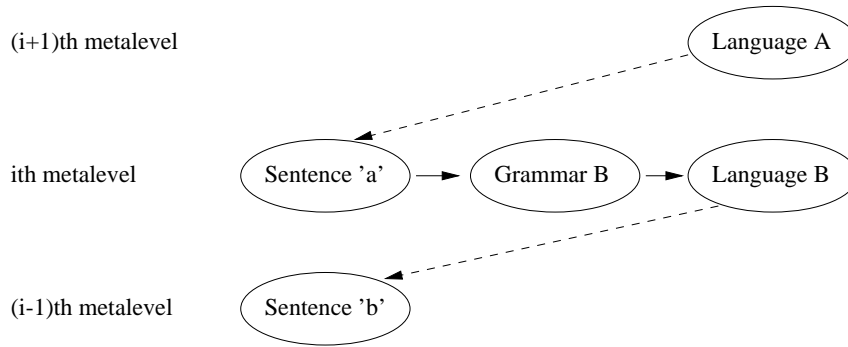 (i+1)th metalevel
Language A
ith metalevel
Sentence ’a’
Grammar B
Language B
(i-1)th metalevel
Sentence ’b’